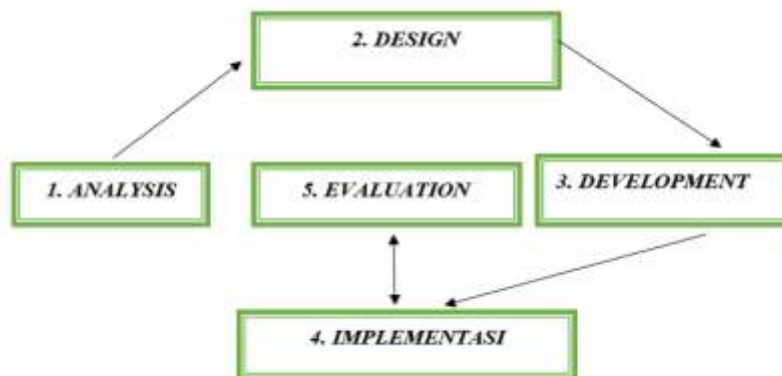 2. DESIGN
1. ANALYSIS
5. EVALUATION
3. DEVELOPMENT
4. IMPLEMENTASI